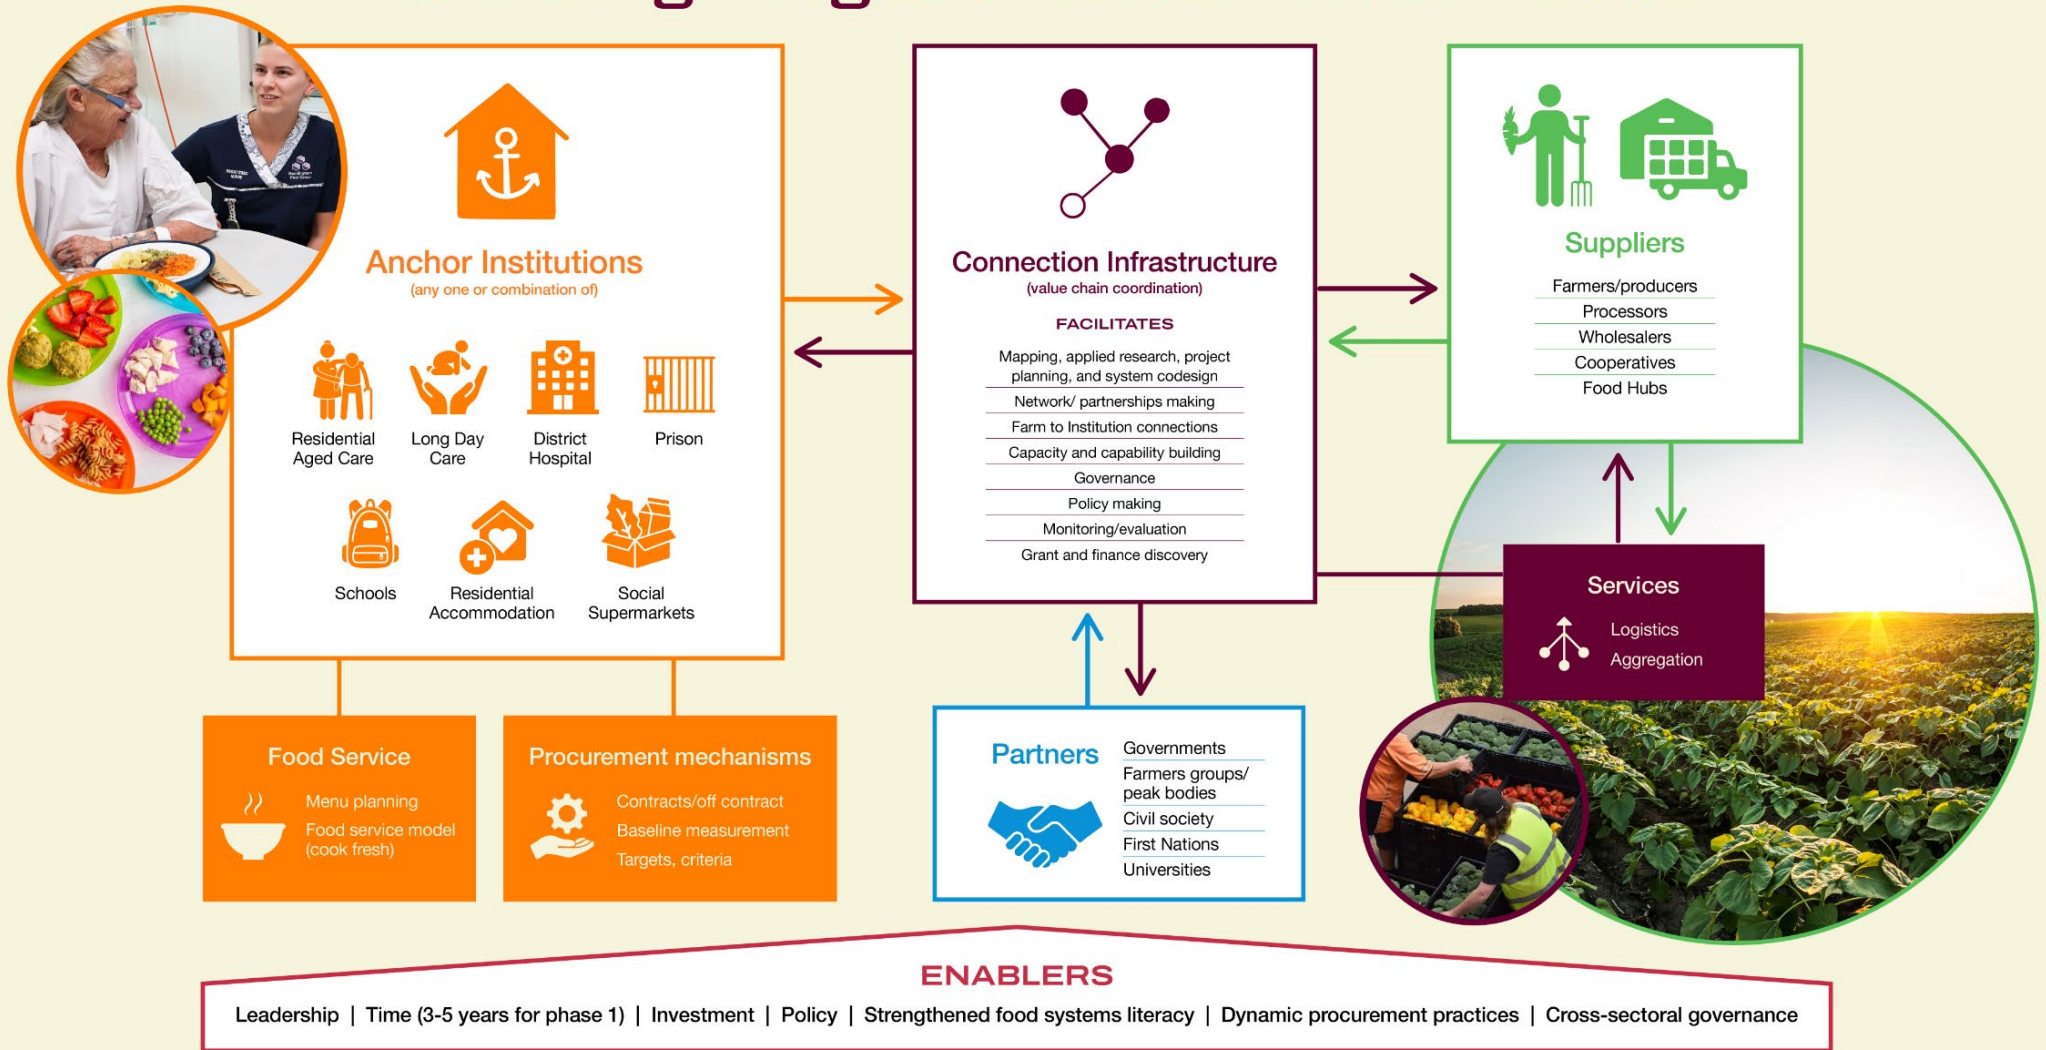 Anchor Institutions
(any one or combination of)
Residential
Aged Care
Long Day
Care
District
Hospital
Prison
Schools
Residential
Accommodation
Social
Supermarkets
Food Service
Menu planning
Food service model
(cook fresh)
Procurement mechanisms
Contracts/off contract
Baseline measurement
Targets, criteria
Connection Infrastructure
(value chain coordination)
FACILITATES
Mapping, applied research, project
planning, and system codesign
Network/ partnerships making
Farm to Institution connections
Capacity and capability building
Governance
Policy making
Monitoring/evaluation
Grant and finance discovery
Partners
Governments
Farmers groups/
peak bodies
Civil society
First Nations
Universities
Suppliers
Farmers/producers
Processors
Wholesalers
Cooperatives
Food Hubs
Services
Logistics
Aggregation
ENABLERS
Leadership | Time (3-5 years for phase 1) | Investment | Policy | Strengthened food systems literacy | Dynamic procurement practices | Cross-sectoral governance